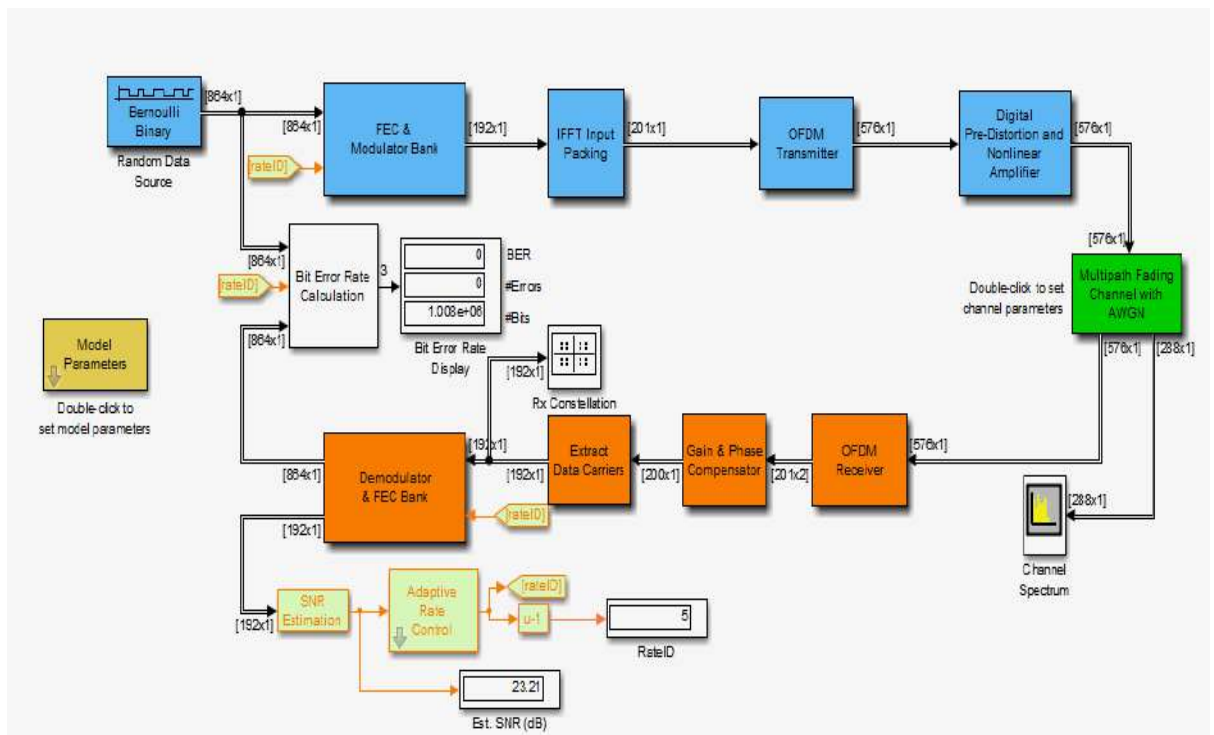 Bernoulli
Binary
Random Data
Source
[864x1]
[864x1]
[rateID]
FEC &
Modulator Bank
[192x1]
IFFT Input
Packing
[201x1]
OFDM
Transmitter
[576x1]
Digital
Pre-Distortion and
Nonlinear
Amplifier
[576x1]
[576x1]
[864x1]
[rateID]
[864x1]
Bit Error Rate
Calculation
3
0
BER
0
#Errors
1.008e+06
#Bits
Bit Error Rate
Display
Double-click to set
channel parameters
Multipath Fading
Channel with
AWGN
[576x1]
[288x1]
Model
Parameters
Double-click to
set model parameters
[192x1]
Rx Constellation
[864x1]
[192x1]
Demodulator
& FEC Bank
[192x1]
[192x1]
[rateID]
Extract
Data Carriers
[200x1]
Gain & Phase
Compensator
[201x2]
OFDM
Receiver
[576x1]
[288x1]
Channel
Spectrum
[192x1]
SNR
Estimation
Adaptive
Rate
Control
[rateID]
u-1
5
RateID
23.21
Est. SNR (dB)